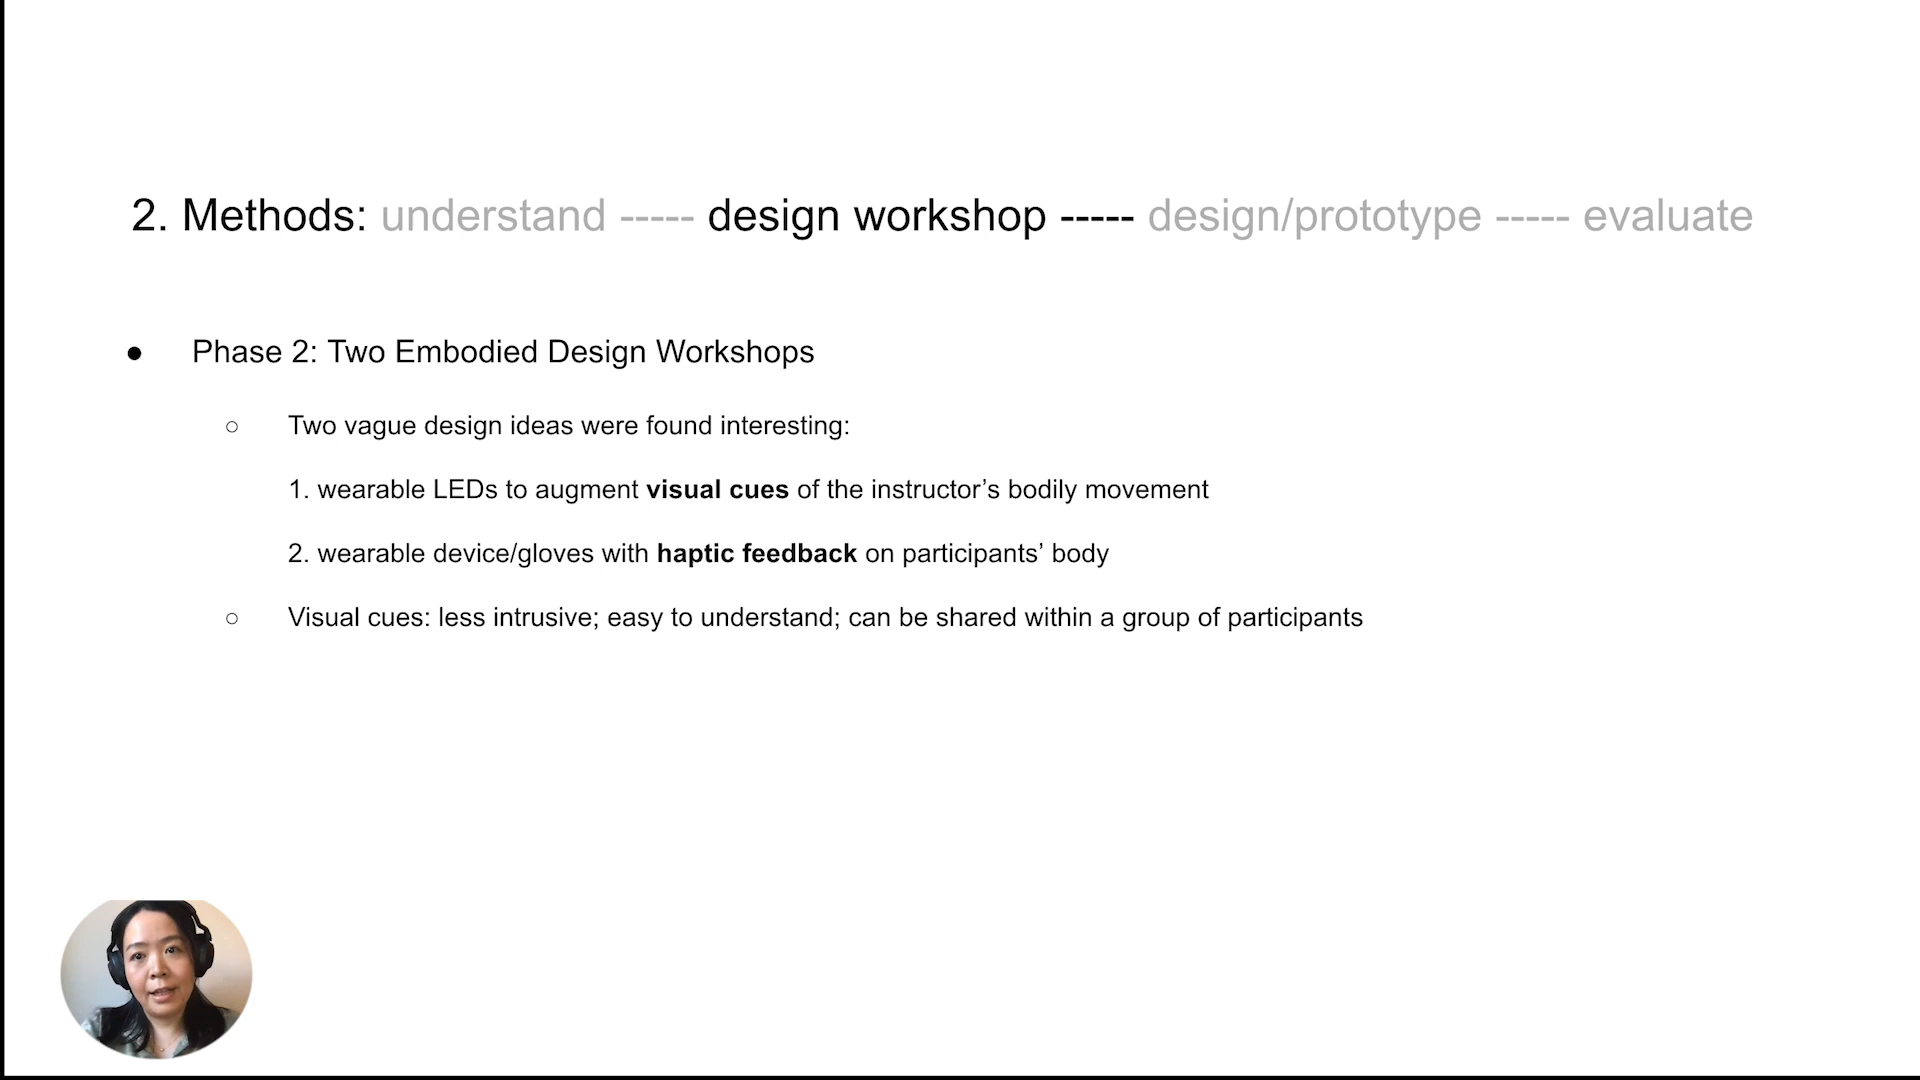 2. Methods: understand ----- design workshop ----- design/prototype ----- evaluate
● Phase 2: Two Embodied Design Workshops
○ Two vague design ideas were found interesting:
1. wearable LEDs to augment visual cues of the instructor’s bodily movement
2. wearable device/gloves with haptic feedback on participants’ body
○ Visual cues: less intrusive; easy to understand; can be shared within a group of participants